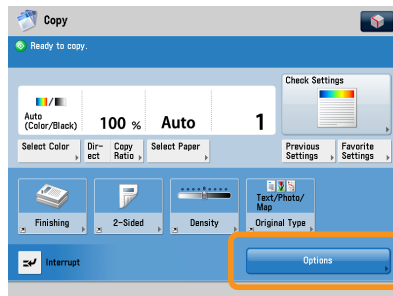 Copy
Ready to copy.
Check Settings
Auto
(Color/Black)
100 %
Auto
1
Select Color
Dir-
ect
Copy
Ratio
Select Paper
Previous
Settings
Favorite
Settings
Finishing
2-Sided
Density
Text/Photo/
Map
Original Type
Interrupt
Options